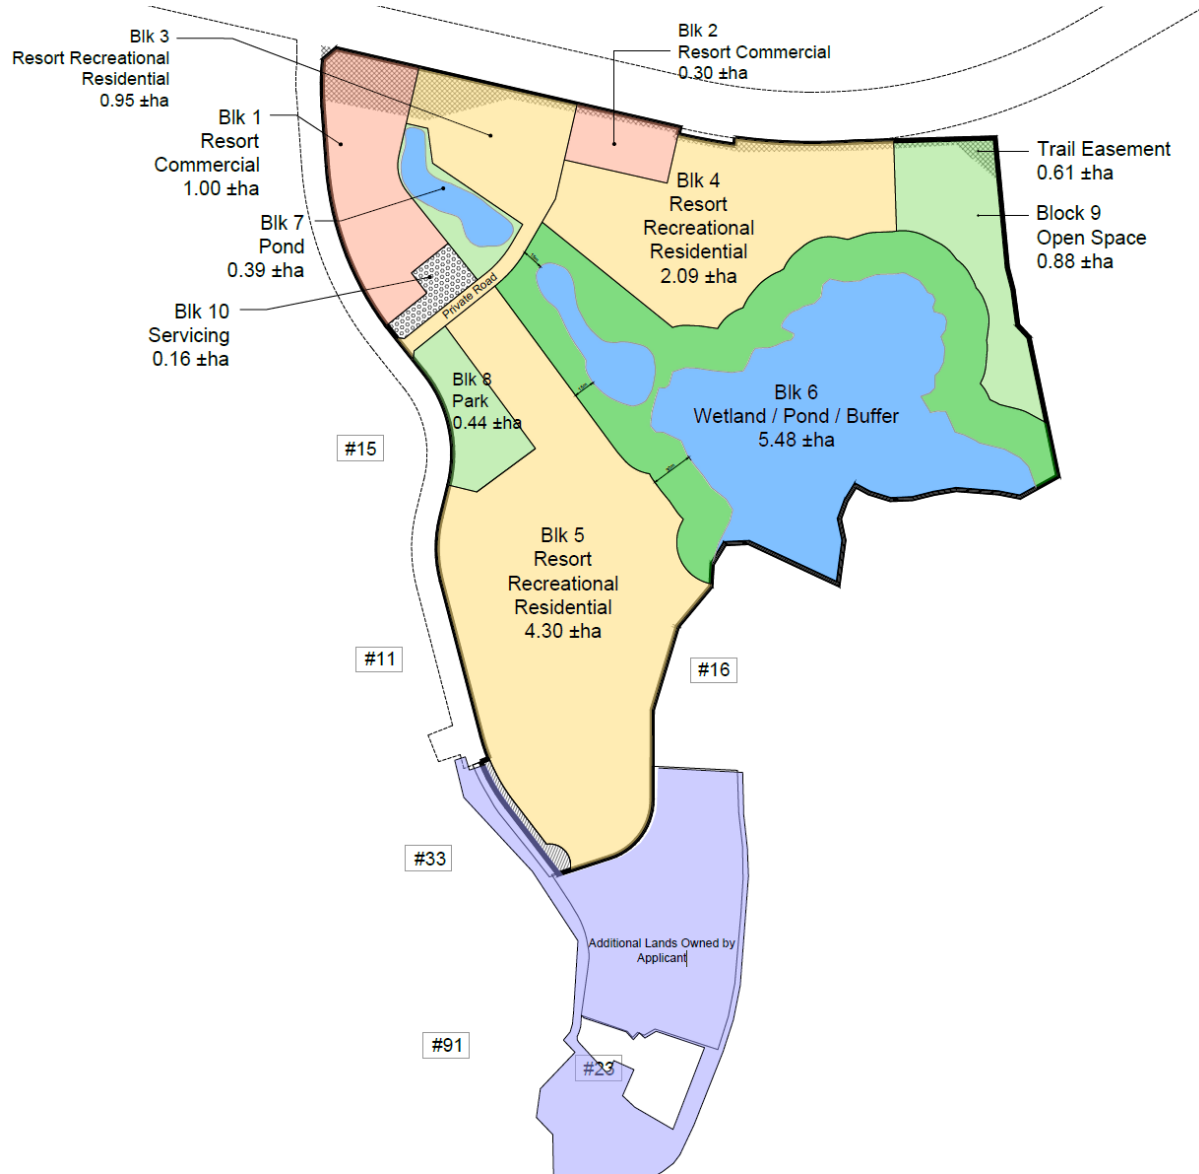 Blk 3
Resort Recreational
Residential
0.95 ±ha
Blk 2
Resort Commercial
0.30 ±ha
Blk 1
Resort
Commercial
1.00 ±ha
Trail Easement
0.61 ±ha
Blk 4
Resort
Recreational
Residential
2.09 ±ha
Block 9
Open Space
0.88 ±ha
Blk 7
Pond
0.39 ±ha
Private Road
Blk 10
Servicing
0.16 ±ha
Blk 8
Park
0.44 ±ha
Blk 6
Wetland / Pond / Buffer
5.48 ±ha
#15
Blk 5
Resort
Recreational
Residential
4.30 ±ha
#11
#16
#33
Additional Lands Owned by
Applicant
#91
#23